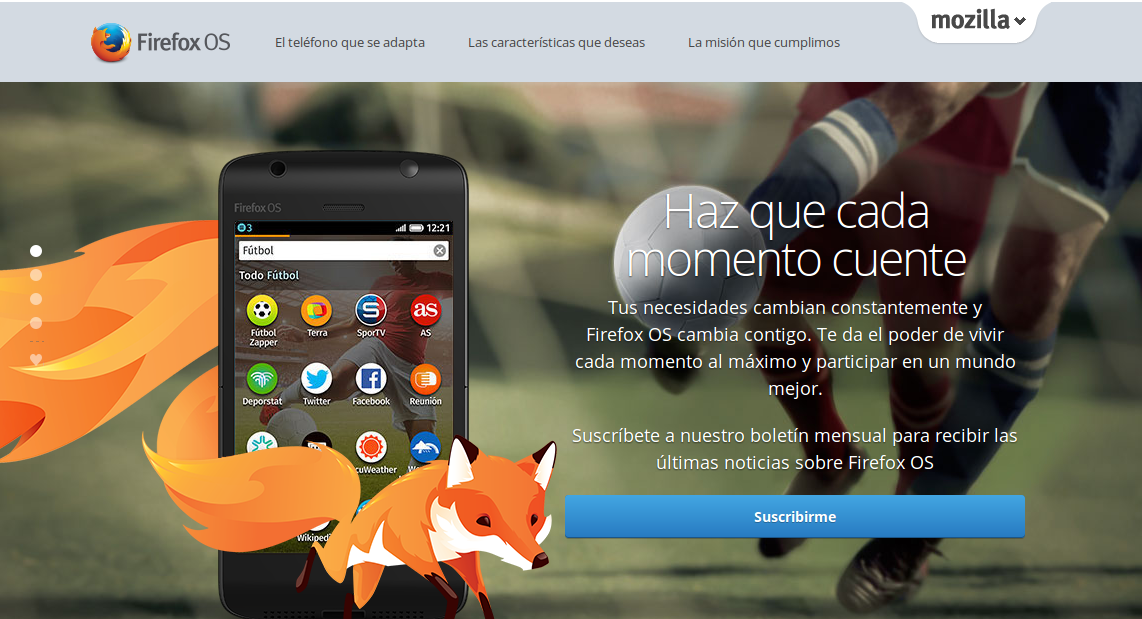 mozilla
Firefox OS
El teléfono que se adapta
Las características que deseas
La misión que cumplimos
Firefox OS
3
12:21
Fútbol
Todo Fútbol
Fútbol Zapper
Terra
SporTV
AS
as
Deporstat
Twitter
Facebook
Reunión
cuWeather
Wikiped
Haz que cada
momento cuente
Tus necesidades cambian constantemente y
Firefox OS cambia contigo. Te da el poder de vivir
cada momento al máximo y participar en un mundo
mejor.
Suscríbete a nuestro boletín mensual para recibir las
últimas noticias sobre Firefox OS
Suscribirme